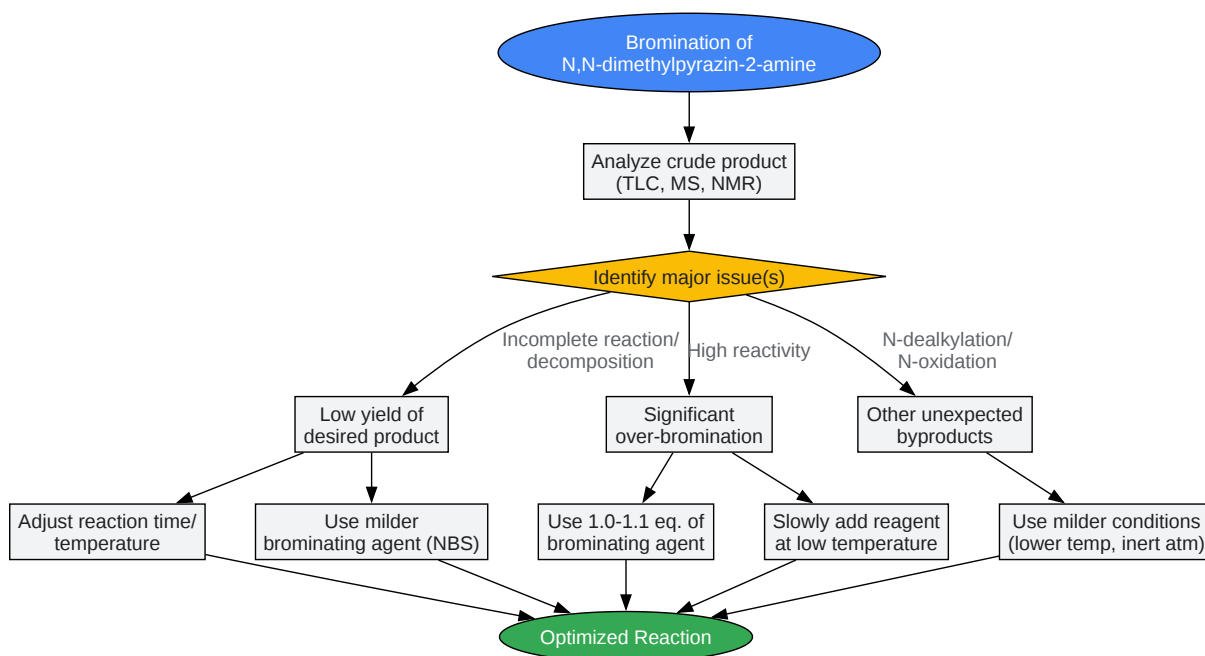 Bromination of
N,N-dimethylpyrazin-2-amine
Analyze crude product
(TLC, MS, NMR)
Identify major issue(s)
Incomplete reaction/
decomposition
High reactivity
N-dealkylation/
N-oxidation
Low yield of
desired product
Significant
over-bromination
Other unexpected
byproducts
Adjust reaction time/
temperature
Use milder
brominating agent (NBS)
Use 1.0-1.1 eq. of
brominating agent
Slowly add reagent
at low temperature
Use milder conditions
(lower temp, inert atm)
Optimized Reaction